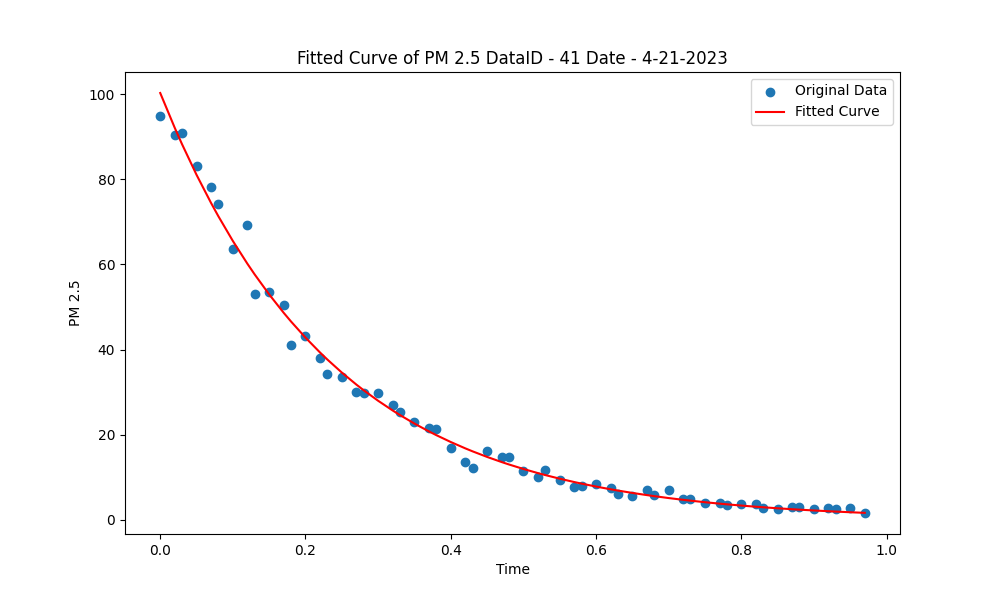 Fitted Curve of PM 2.5 DataID - 41 Date - 4-21-2023
Original Data
Fitted Curve
100
80
60
40
20
0
PM 2.5
0.0 0.2 0.4 0.6 0.8 1.0
Time